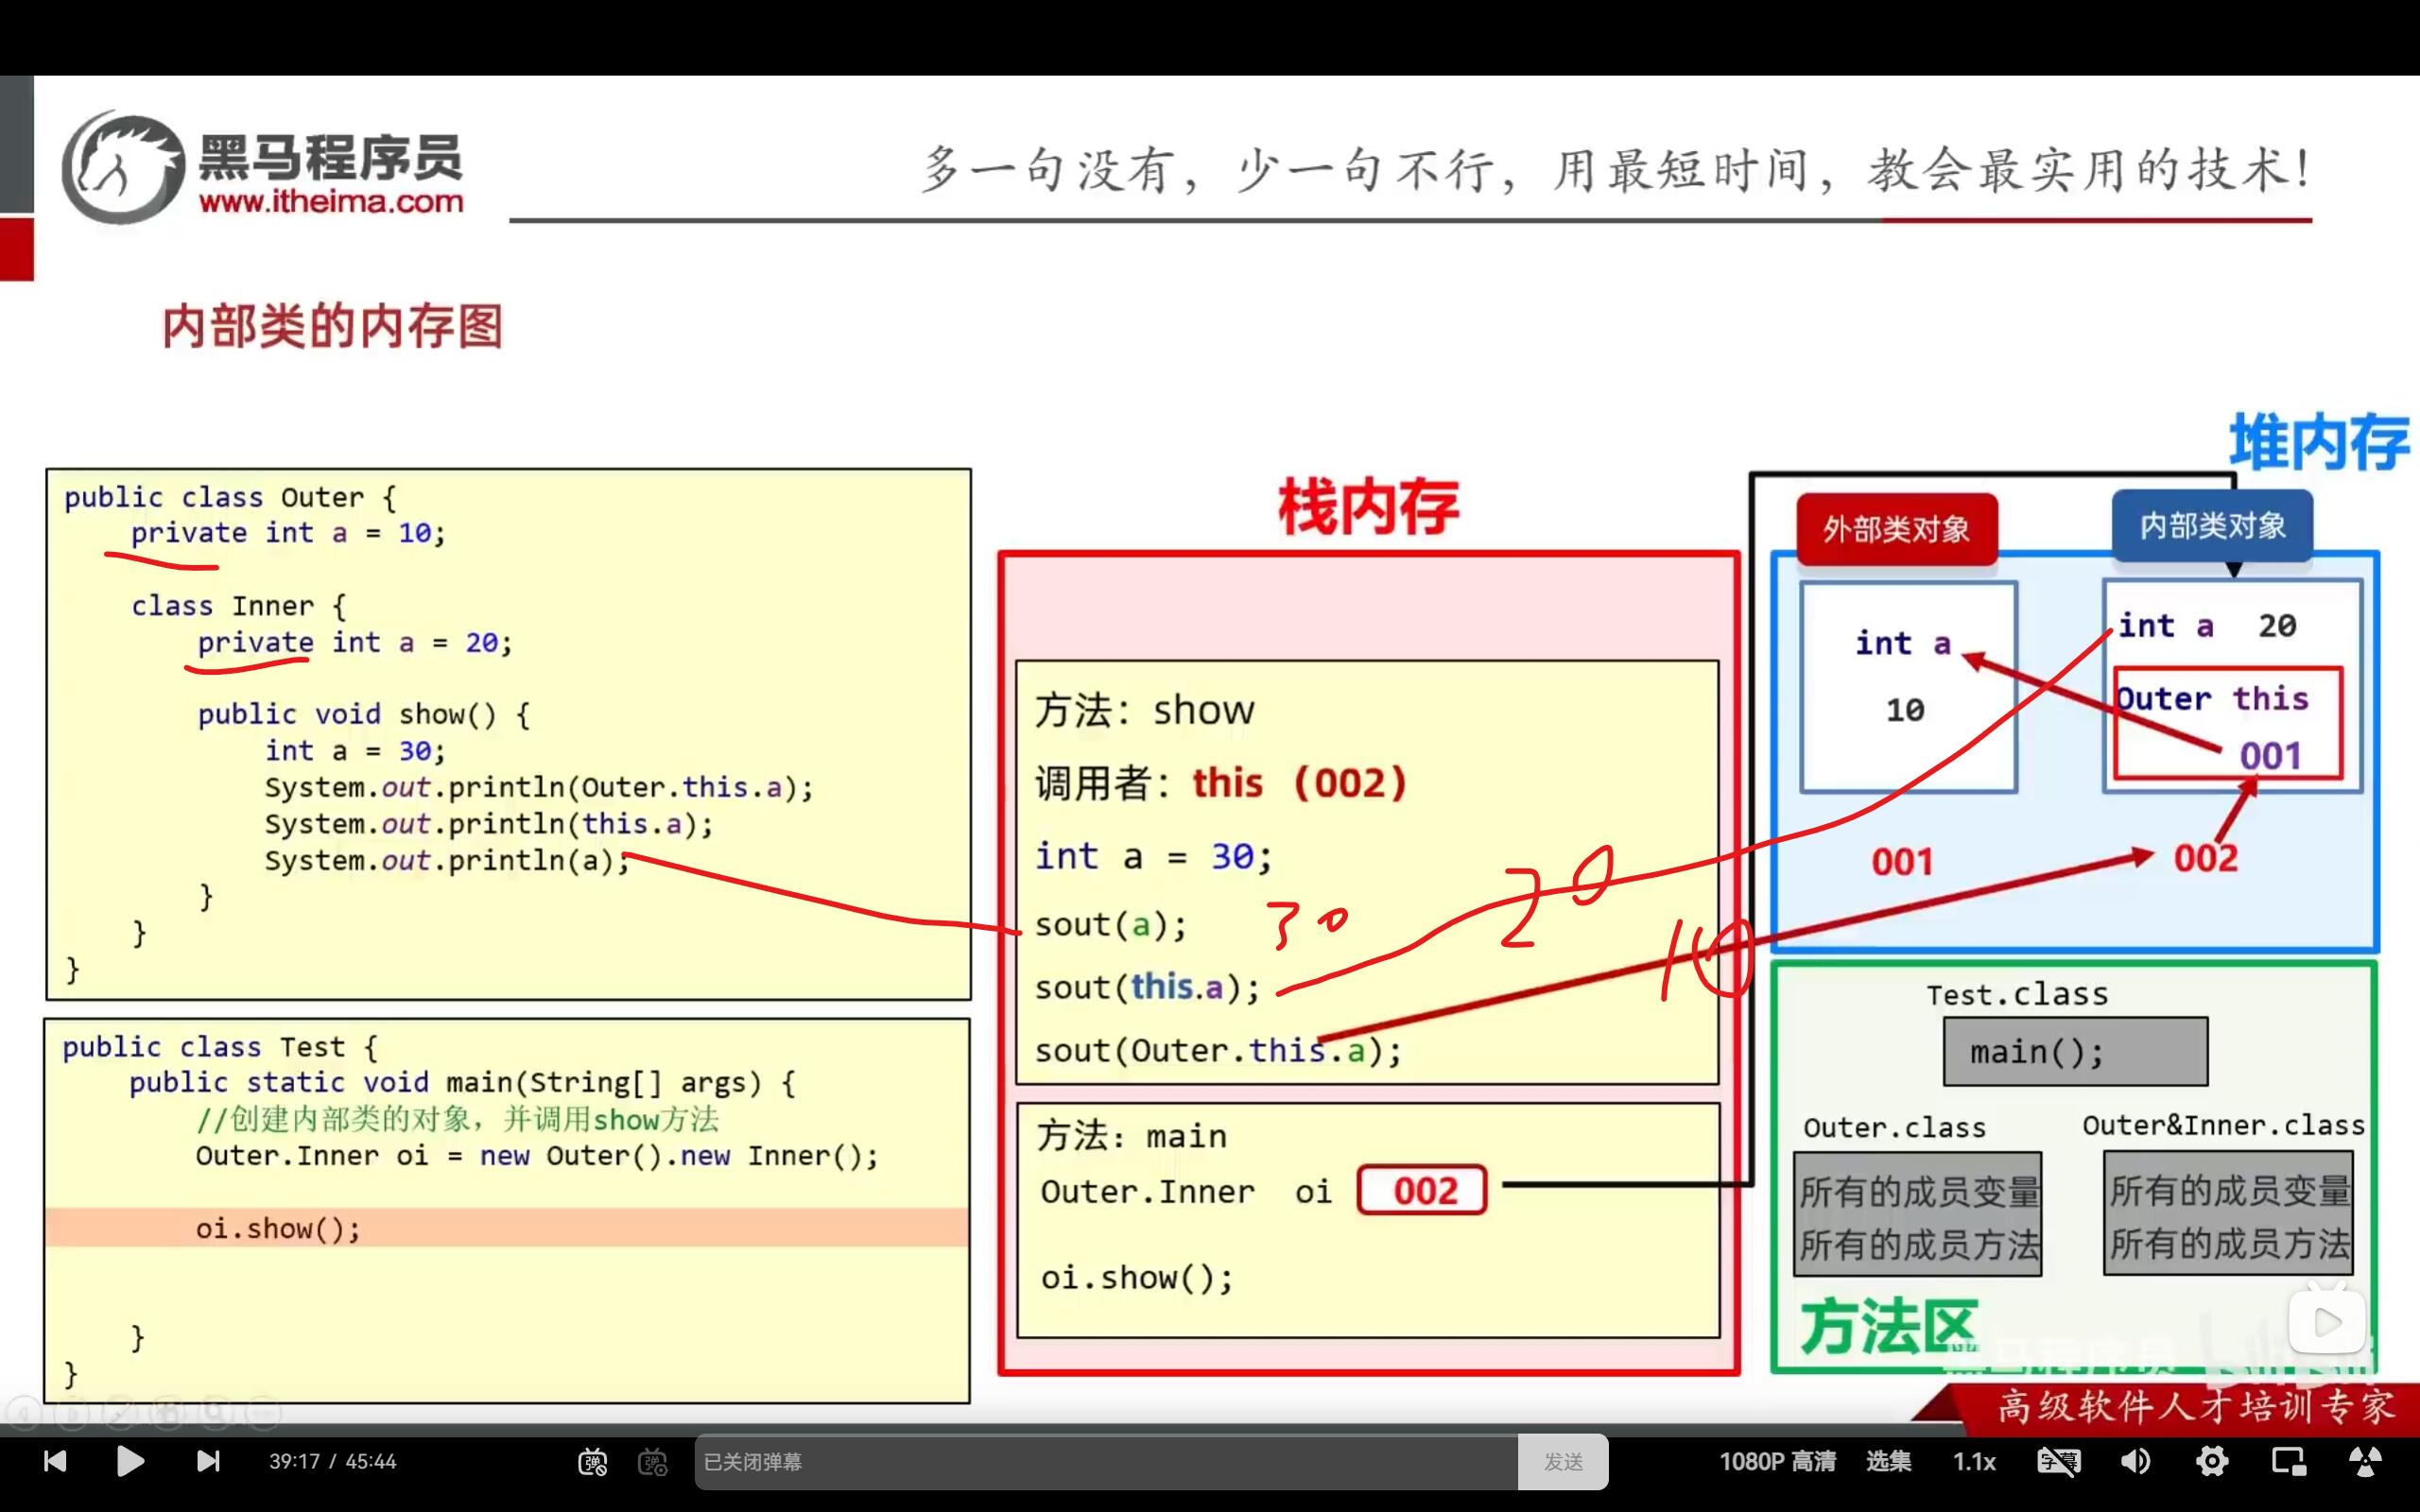 黑马程序员
www.itheima.com
多一句没有，少一句不行，用最短时间，教会最实用的技术！
内部类的内存图
public class Outer {
    private int a = 10;
    class Inner {
        private int a = 20;
        public void show() {
            int a = 30;
            System.out.println(Outer.this.a);
            System.out.println(this.a);
            System.out.println(a);
        }
    }
}
public class Test {
    public static void main(String[] args) {
        //创建内部类的对象，并调用show方法
        Outer.Inner oi = new Outer().new Inner();
        oi.show();
    }
}
栈内存
方法：show
调用者：this（002）
int a = 30;
sout(a); 30
sout(this.a); 20
sout(Outer.this.a); 10
方法：main
Outer.Inner oi 002
oi.show();
堆内存
外部类对象
int a
10
001
内部类对象
int a 20
Outer this
001
002
Test.class
main();
Outer.class
所有的成员变量
所有的成员方法
Outer&Inner.class
所有的成员变量
所有的成员方法
方法区
高级软件人才培训专家
39:17 / 45:44
弹
弹
已关闭弹幕
发送
1080P 高清
选集
1.1x
字幕